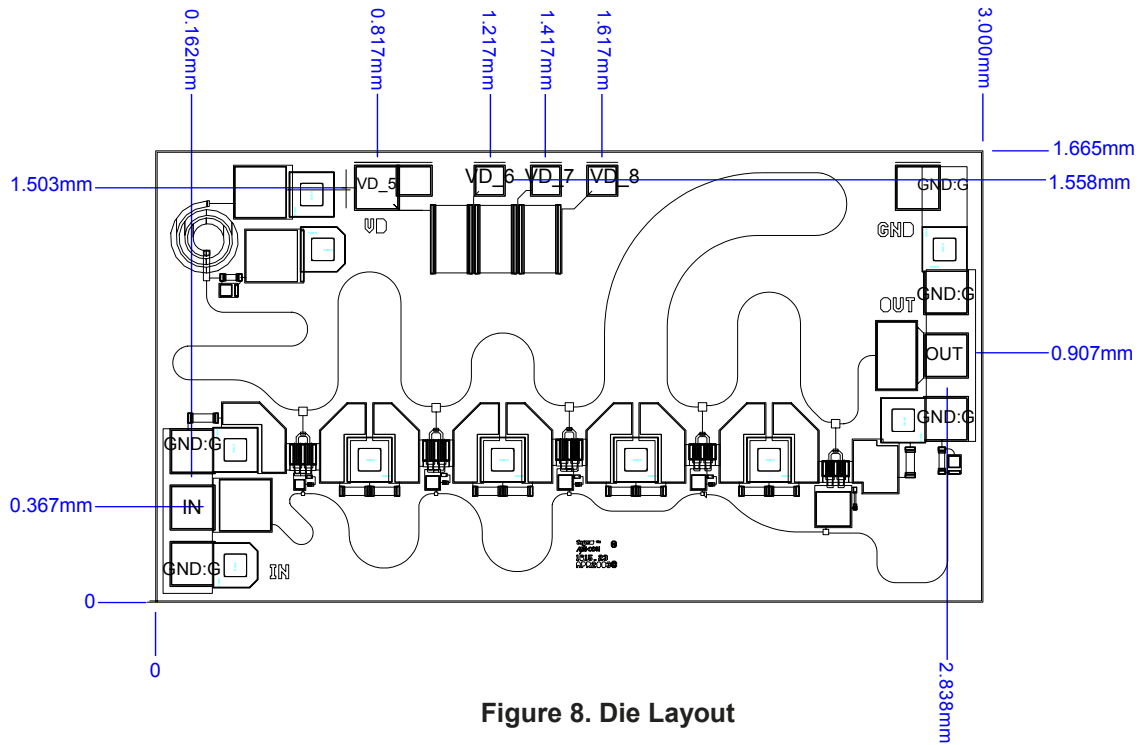 0.162mm
0.817mm
1.217mm
1.417mm
1.617mm
3.000mm
1.665mm
1.503mm
VD_5
VD_6
VD_7
VD_8
GND:G
1.558mm
VD
GND
GND:G
OUT
OUT
0.907mm
GND:G
GND:G
IN
0.367mm
GND:G
IN
0
0
2.838mm
Figure 8. Die Layout